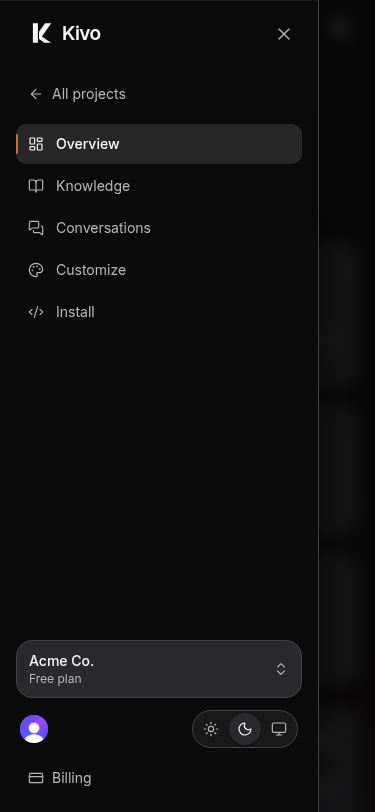 Kivo
All projects
Overview
Knowledge
Conversations
Customize
Install
Acme Co.
Free plan
Billing